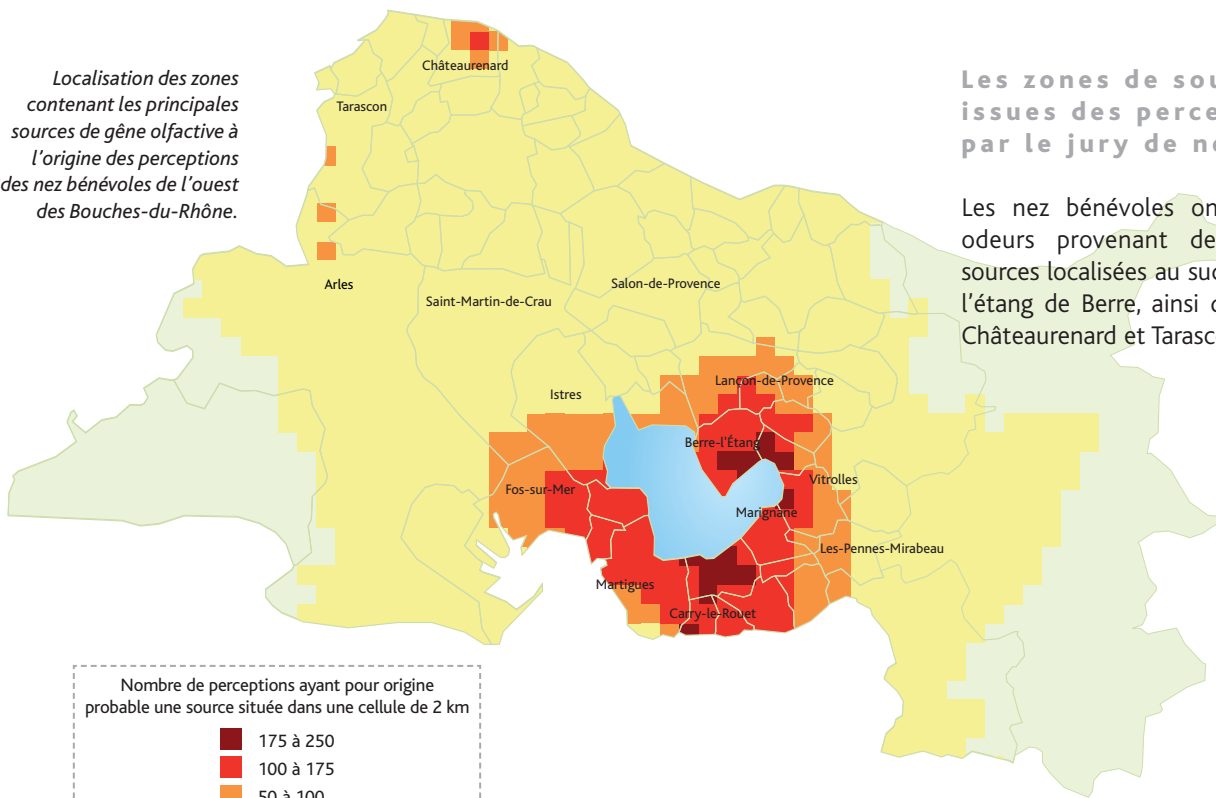 Localisation des zones
contenant les principales
sources de gêne olfactive à
l'origine des perceptions
des nez bénévoles de l'ouest
des Bouches-du-Rhône.
Châteaurenard
Tarascon
Arles
Saint-Martin-de-Crau
Salon-de-Provence
Istres
Lançon-de-Provence
Berre-l'Étang
Fos-sur-Mer
Vitrolles
Marignane
Les-Pennes-Mirabeau
Martigues
Carry-le-Rouet
Nombre de perceptions ayant pour origine
probable une source située dans une cellule de 2 km
175 à 250
100 à 175
50 à 100
Les zones de sou
issues des perce
par le jury de ne
Les nez bénévoles on
odeurs provenant de
sources localisées au sud
l'étang de Berre, ainsi
Châteaurenard et Tarasc